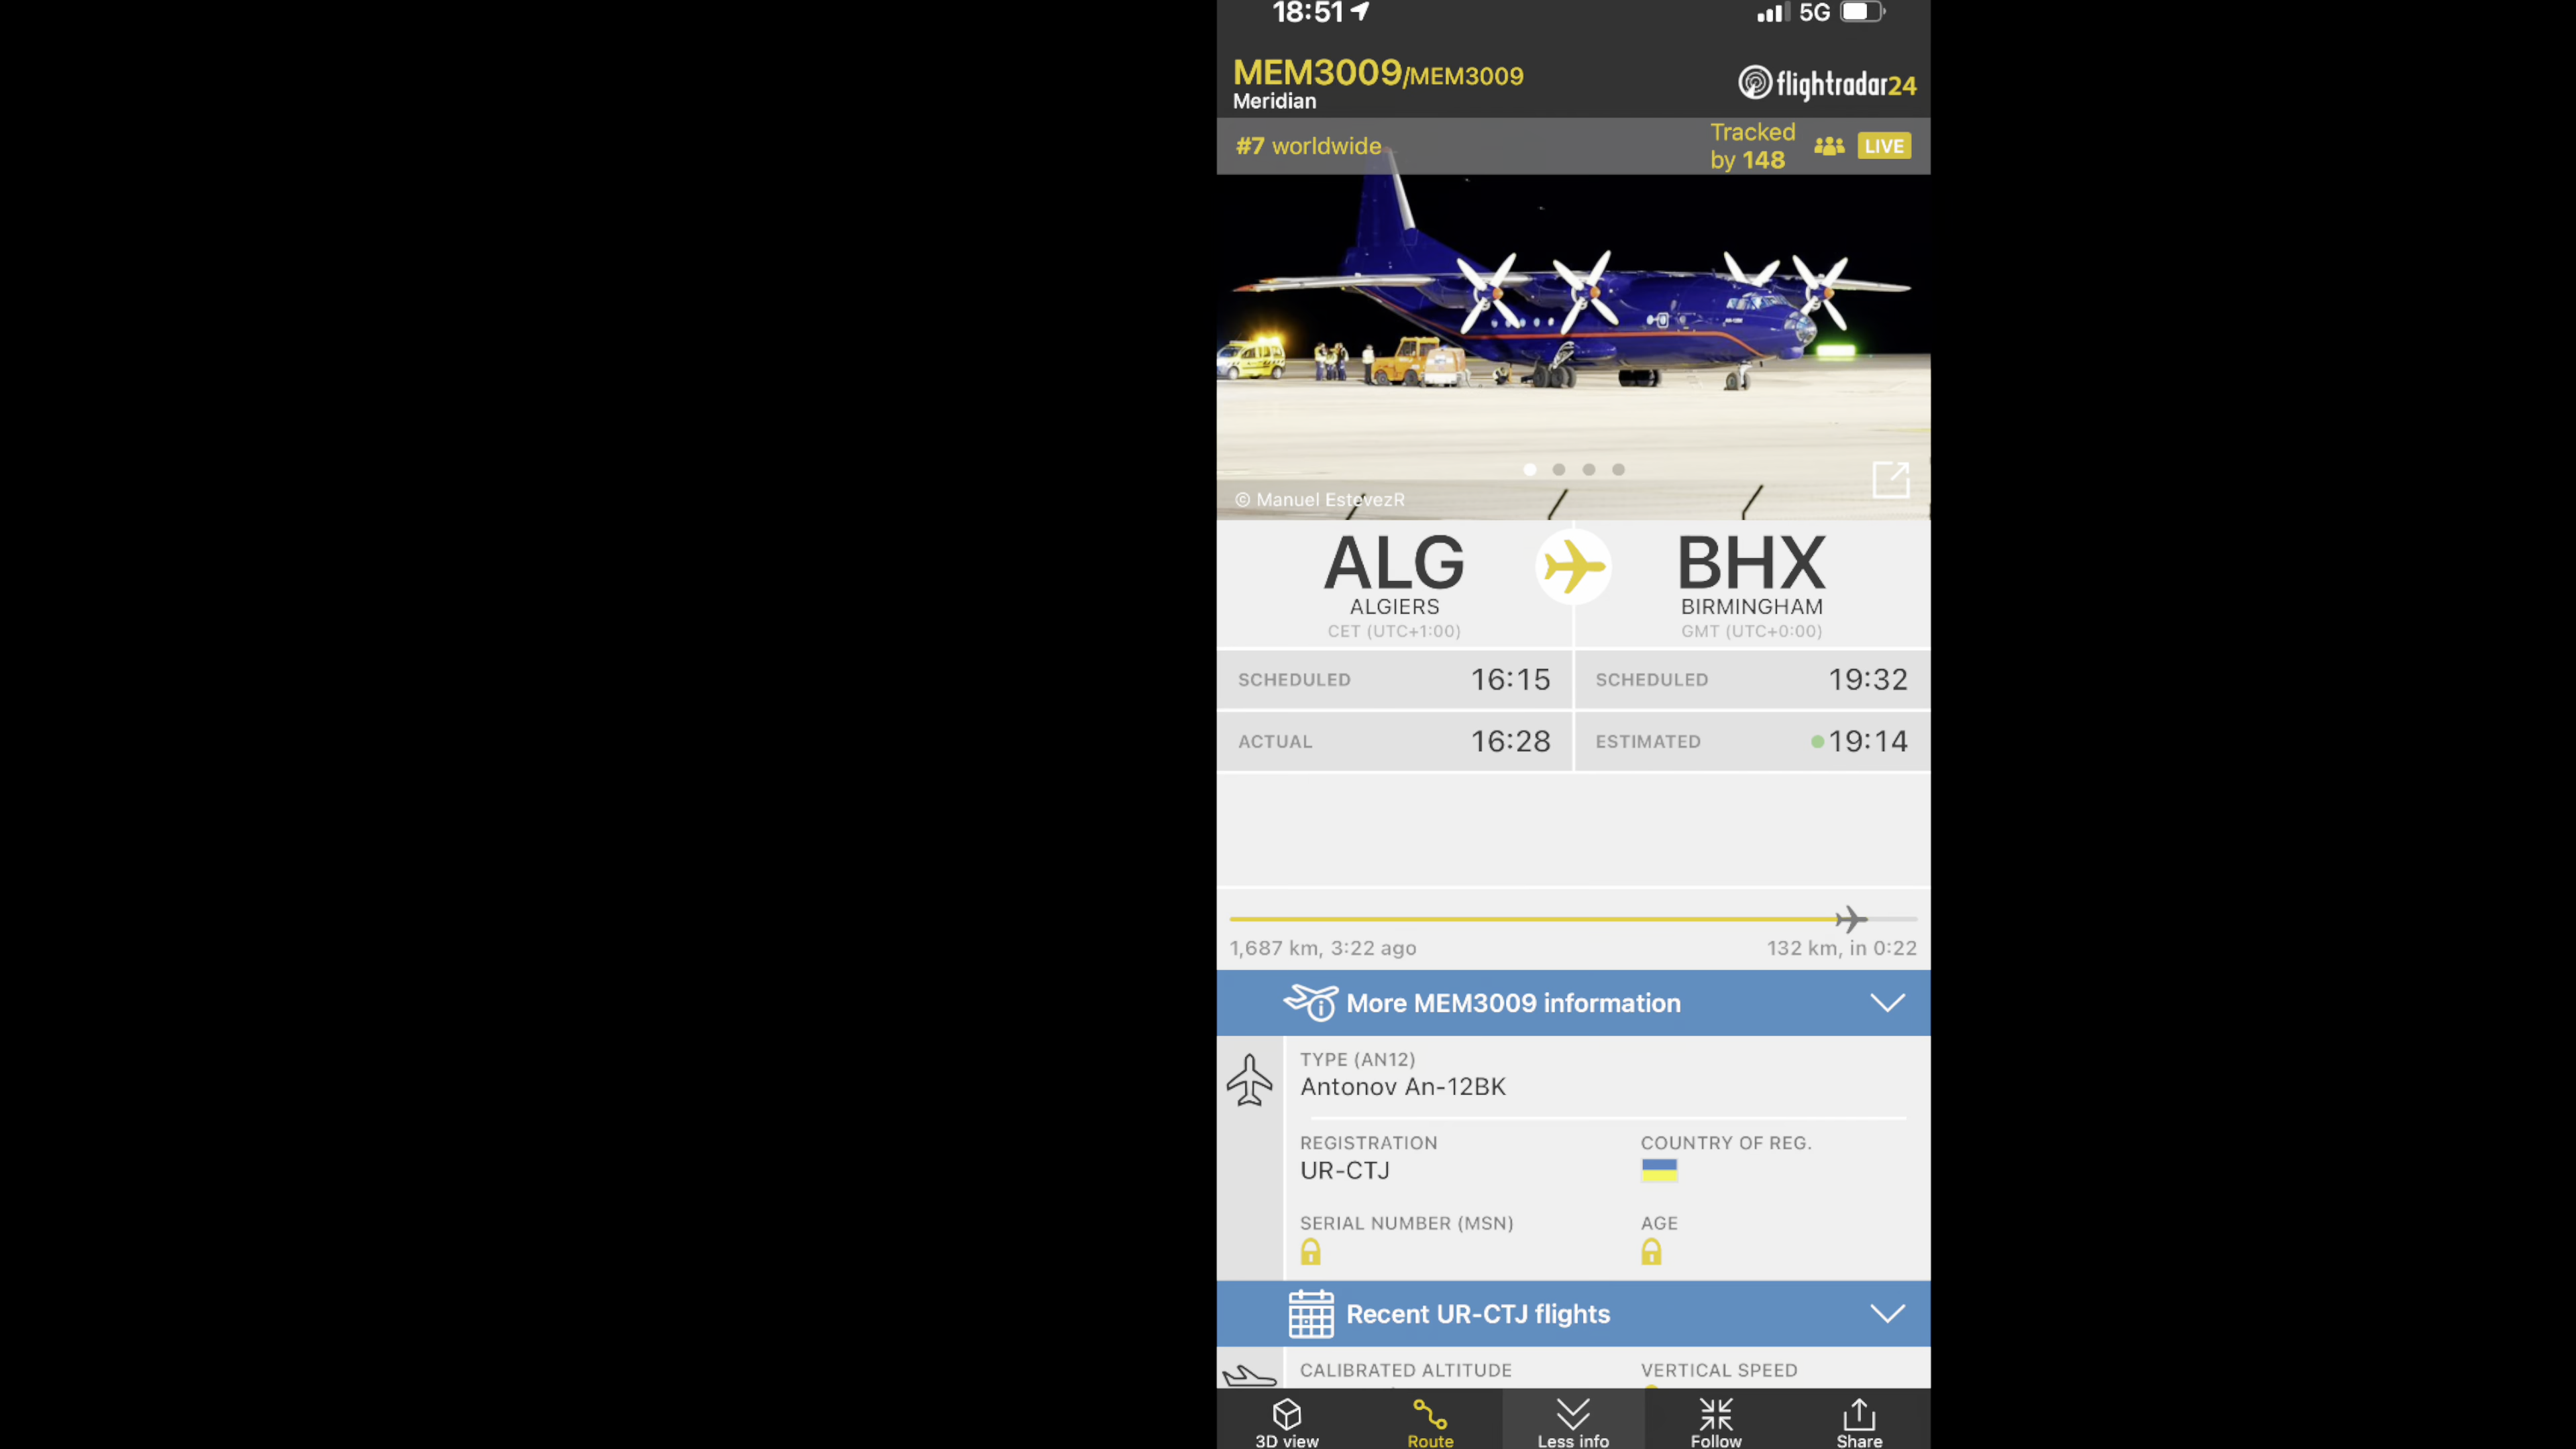 18:51
5G
MEM3009/MEM3009
Meridian
flightradar24
#7 worldwide
Tracked
by 148
LIVE
© Manuel EstevezR
ALG
ALGIERS
CET (UTC+1:00)
BHX
BIRMINGHAM
GMT (UTC+0:00)
SCHEDULED 16:15
SCHEDULED 19:32
ACTUAL 16:28
ESTIMATED 19:14
1,687 km, 3:22 ago
132 km, in 0:22
More MEM3009 information
TYPE (AN12)
Antonov An-12BK
REGISTRATION
UR-CTJ
COUNTRY OF REG.
SERIAL NUMBER (MSN)
AGE
Recent UR-CTJ flights
CALIBRATED ALTITUDE
VERTICAL SPEED
3D view
Route
Less info
Follow
Share